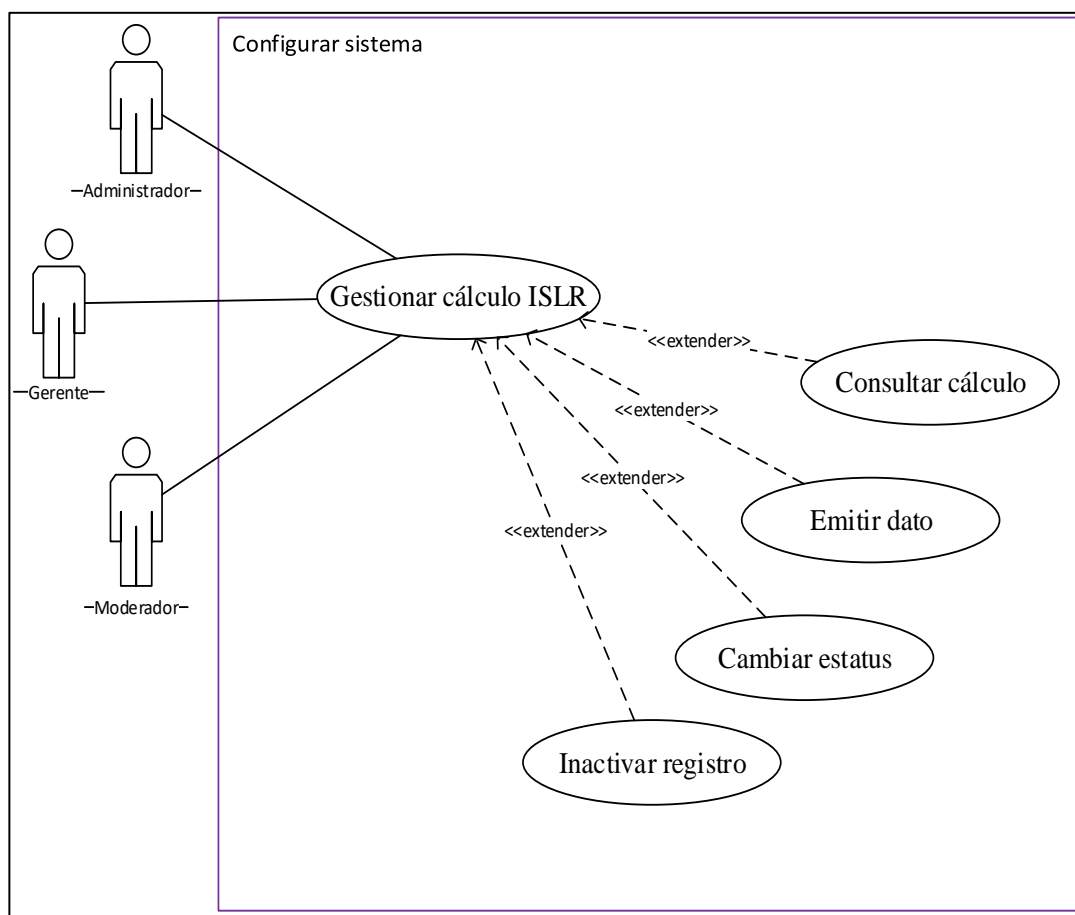 Configurar sistema
Administrador
Gestionar cálculo ISLR
<<extender>>
Consultar cálculo
Gerente
<<extender>>
<<extender>>
Emitir dato
<<extender>>
Moderador
Cambiar estatus
Inactivar registro